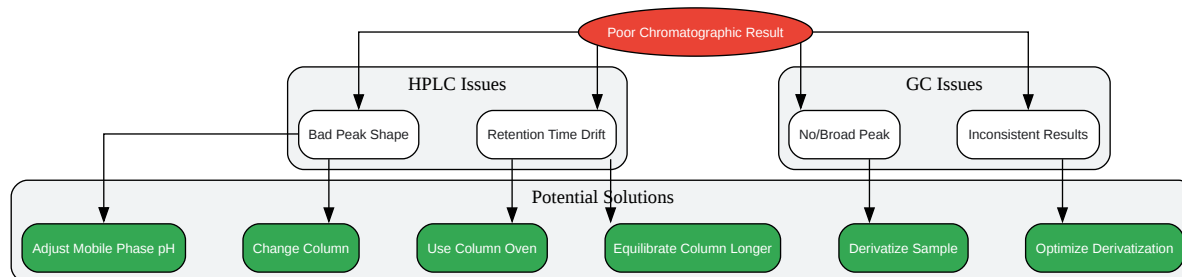 Poor Chromatographic Result
HPLC Issues
GC Issues
Bad Peak Shape
Retention Time Drift
No/Broad Peak
Inconsistent Results
Potential Solutions
Adjust Mobile Phase pH
Change Column
Use Column Oven
Equilibrate Column Longer
Derivatize Sample
Optimize Derivatization